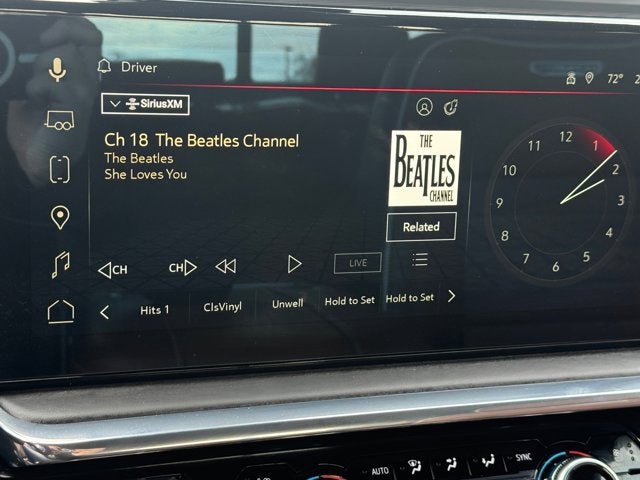 Driver
72° 2
SiriusXM
Ch 18 The Beatles Channel
The Beatles
She Loves You
THE
BEATLES
CHANNEL
Related
CH CH LIVE
Hits 1 ClsVinyl Unwell Hold to Set Hold to Set
12 1 2 3 4 5 6 7 8 9 10 11
AUTO SYNC